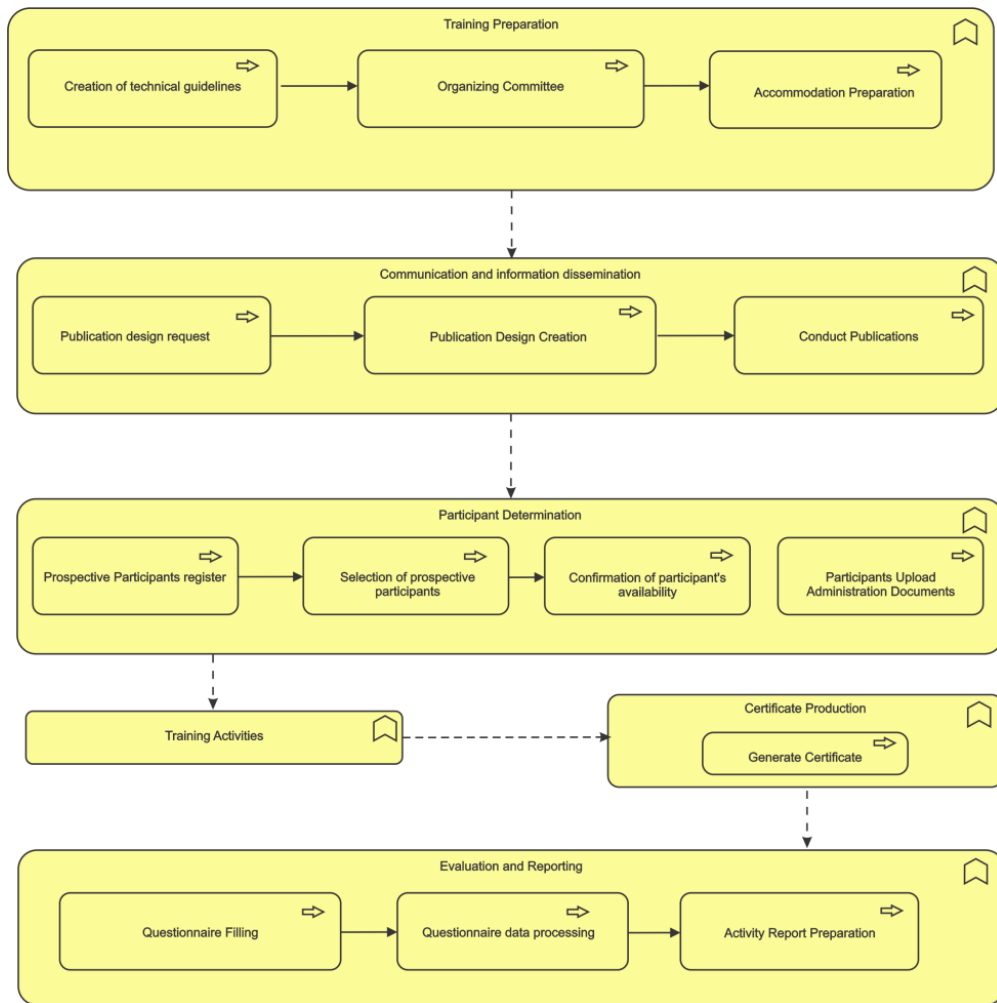 Training Preparation
Creation of technical guidelines
Organizing Committee
Accommodation Preparation
Communication and information dissemination
Publication design request
Publication Design Creation
Conduct Publications
Participant Determination
Prospective Participants register
Selection of prospective
participants
Confirmation of participant's
availability
Participants Upload
Administration Documents
Training Activities
Certificate Production
Generate Certificate
Evaluation and Reporting
Questionnaire Filling
Questionnaire data processing
Activity Report Preparation